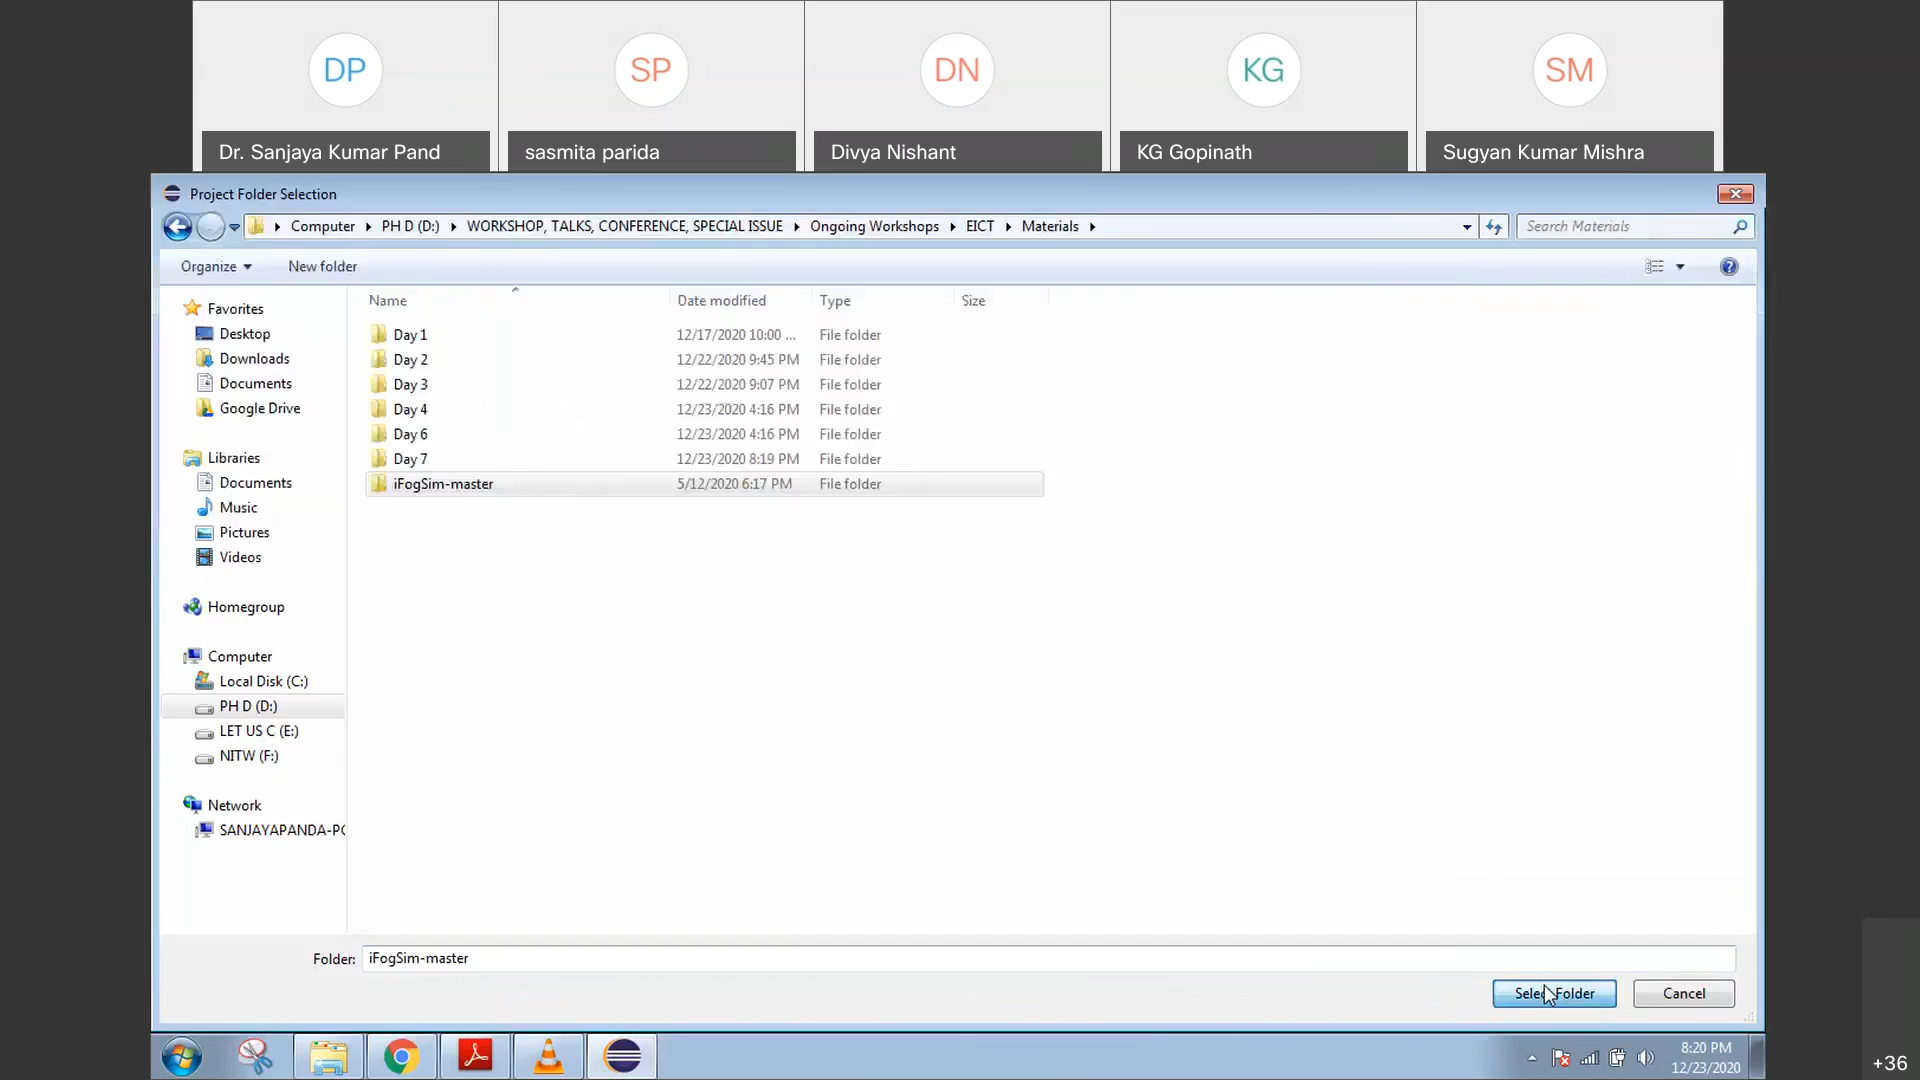 DP
SP
DN
KG
SM
Dr. Sanjaya Kumar Pand
sasmita parida
Divya Nishant
KG Gopinath
Sugyan Kumar Mishra
Project Folder Selection
Computer PH D (D:) WORKSHOP, TALKS, CONFERENCE, SPECIAL ISSUE Ongoing Workshops EICT Materials
Search Materials
Organize New folder
Name Date modified Type Size
Day 1 12/17/2020 10:00 ... File folder
Day 2 12/22/2020 9:45 PM File folder
Day 3 12/22/2020 9:07 PM File folder
Day 4 12/23/2020 4:16 PM File folder
Day 6 12/23/2020 4:16 PM File folder
Day 7 12/23/2020 8:19 PM File folder
iFogSim-master 5/12/2020 6:17 PM File folder
Favorites
Desktop
Downloads
Documents
Google Drive
Libraries
Documents
Music
Pictures
Videos
Homegroup
Computer
Local Disk (C:)
PH D (D:)
LET US C (E:)
NITW (F:)
Network
SANJAYAPANDA-PC
Folder: iFogSim-master
Select Folder
Cancel
8:20 PM
12/23/2020
+36